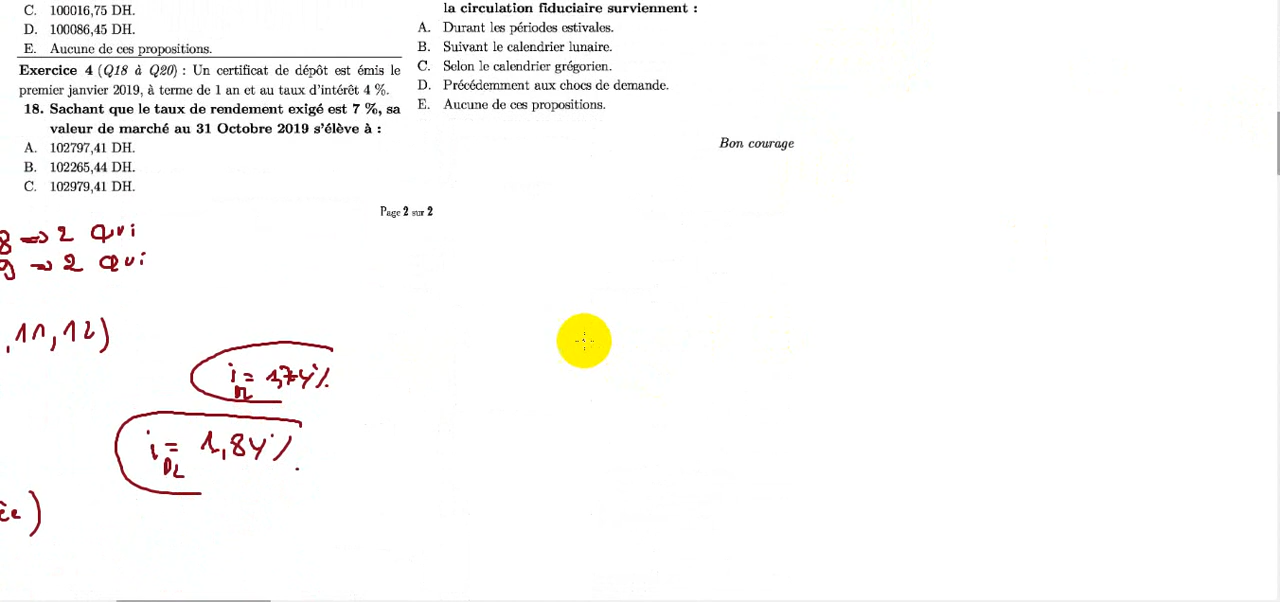 C. 100016,75 DH.
D. 100086,45 DH.
E. Aucune de ces propositions.
Exercice 4 (Q18 à Q20) : Un certificat de dépôt est émis le
premier janvier 2019, à terme de 1 an et au taux d'intérêt 4 %.
18. Sachant que le taux de rendement exigé est 7 %, sa
valeur de marché au 31 Octobre 2019 s'élève à :
A. 102797,41 DH.
B. 102265,44 DH.
C. 102979,41 DH.
la circulation fiduciaire surviennent :
A. Durant les périodes estivales.
B. Suivant le calendrier lunaire.
C. Selon le calendrier grégorien.
D. Précédemment aux chocs de demande.
E. Aucune de ces propositions.
Bon courage
Page 2 sur 2
8 => 2 Qui
9 => 2 Qui
,11,12)
i =
i = 1,84%
DL